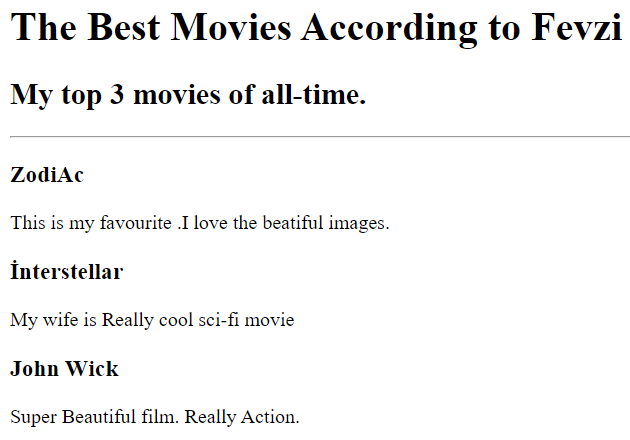 The Best Movies According to Fevzi
My top 3 movies of all-time.
ZodiAc
This is my favourite .I love the beatiful images.
İnterstellar
My wife is Really cool sci-fi movie
John Wick
Super Beautiful film. Really Action.